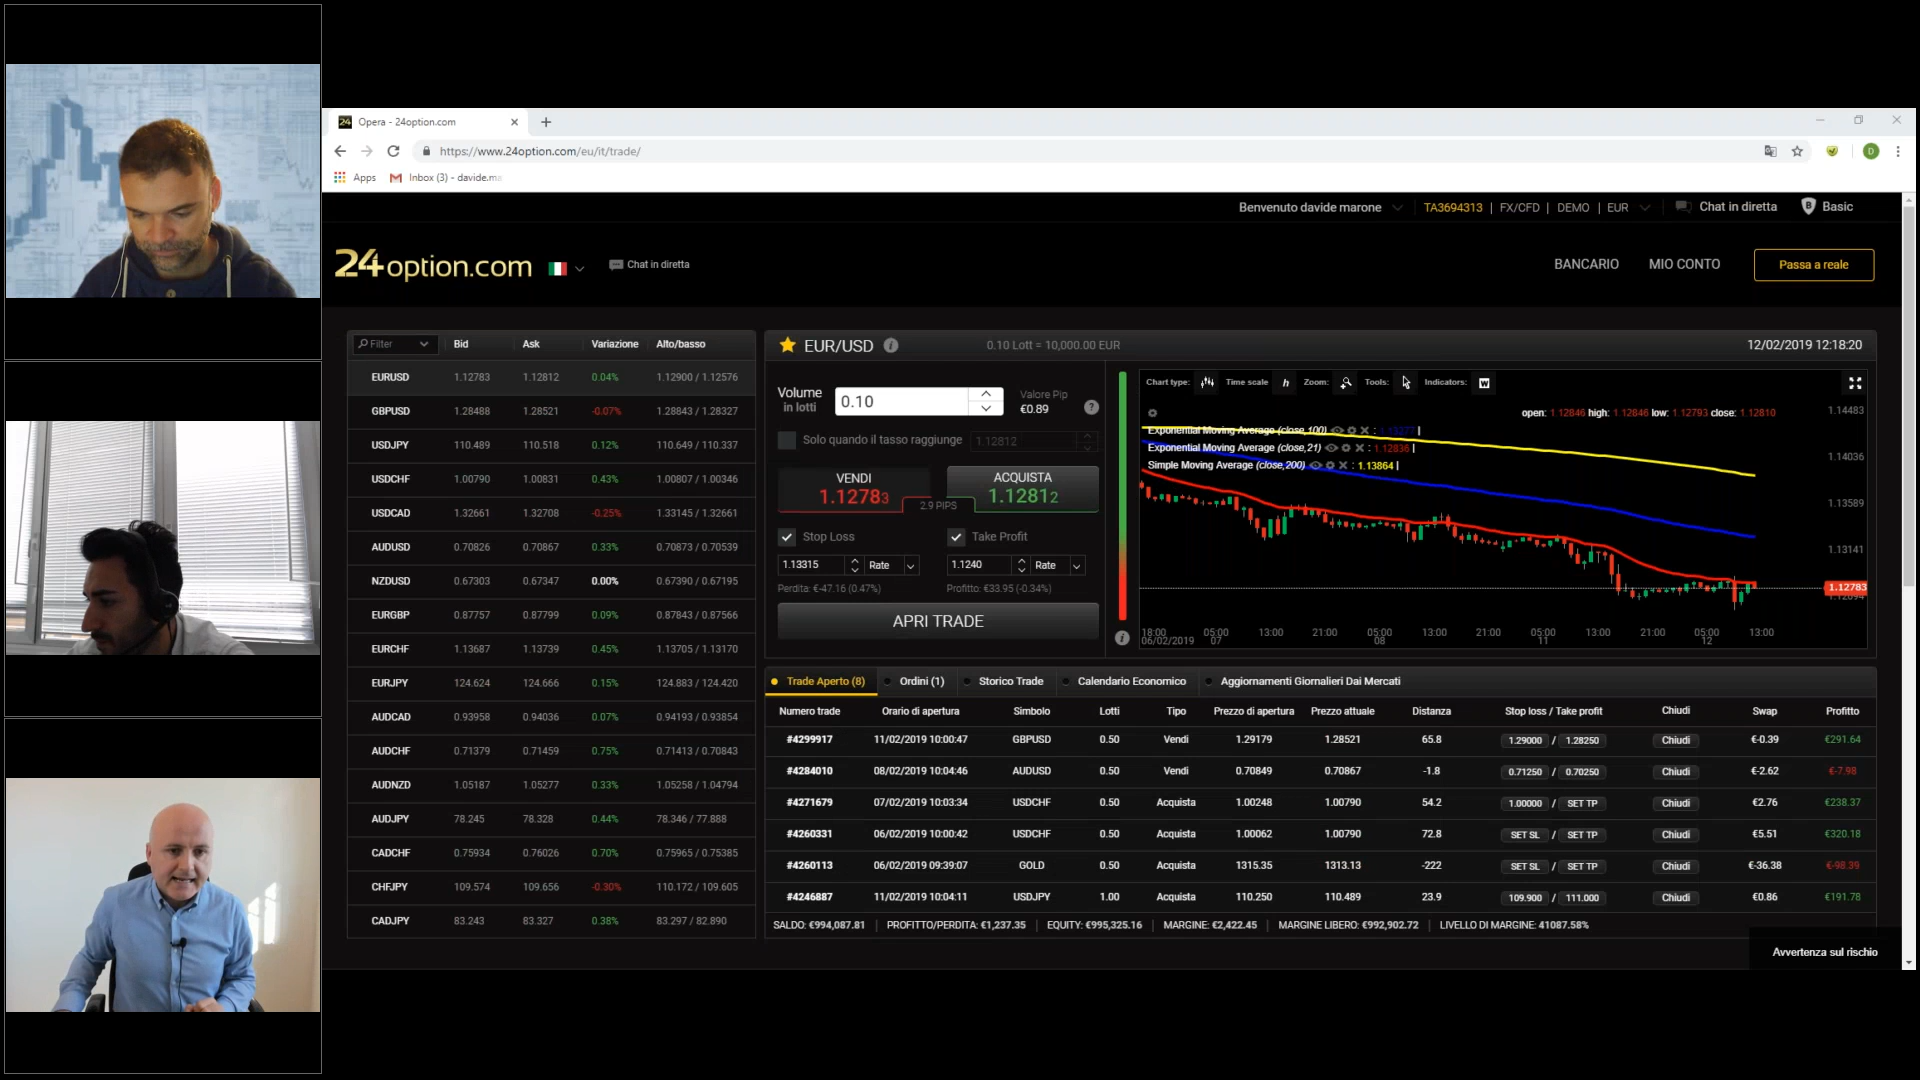 Opera - 24option.com
https://www.24option.com/eu/it/trade/
Apps
Inbox (3) - davide.ma
Benvenuto davide marone TA3694313 | FX/CFD | DEMO | EUR Chat in diretta Basic
24option.com Chat in diretta BANCARIO MIO CONTO Passa a reale
Filter Bid Ask Variazione Alto/basso
EURUSD 1.12783 1.12812 0.04% 1.12900 / 1.12576
GBPUSD 1.28488 1.28521 -0.07% 1.28843 / 1.28327
USDJPY 110.489 110.518 0.12% 110.649 / 110.337
USDCHF 1.00790 1.00831 0.43% 1.00807 / 1.00346
USDCAD 1.32661 1.32708 -0.25% 1.33145 / 1.32661
AUDUSD 0.70826 0.70867 0.33% 0.70873 / 0.70539
NZDUSD 0.67303 0.67347 0.00% 0.67390 / 0.67195
EURGBP 0.87757 0.87799 0.09% 0.87843 / 0.87566
EURCHF 1.13687 1.13739 0.45% 1.13705 / 1.13170
EURJPY 124.624 124.666 0.15% 124.883 / 124.420
AUDCAD 0.93958 0.94036 0.07% 0.94193 / 0.93854
AUDCHF 0.71379 0.71459 0.75% 0.71413 / 0.70843
AUDNZD 1.05187 1.05277 0.33% 1.05258 / 1.04794
AUDJPY 78.245 78.328 0.44% 78.346 / 77.888
CADCHF 0.75934 0.76026 0.70% 0.75965 / 0.75385
CHFJPY 109.574 109.656 -0.30% 110.172 / 109.605
CADJPY 83.243 83.327 0.38% 83.297 / 82.890
EUR/USD 0.10 Lott = 10,000.00 EUR 12/02/2019 12:18:20
Volume
in lotti
0.10
Valore Pip
€0.89
Solo quando il tasso raggiunge 1.12812
VENDI
1.12783
2.9 PIPS
ACQUISTA
1.12812
Stop Loss
Take Profit
1.13315 Rate
1.1240 Rate
Perdita: €-47.16 (0.47%)
Profitto: €33.95 (-0.34%)
APRI TRADE
Chart type: Time scale h Zoom: Tools: Indicators: W
open: 1.12846 high: 1.12846 low: 1.12793 close: 1.12810
Exponential Moving Average (close,100) :
Exponential Moving Average (close,21) : 1.12836
Simple Moving Average (close,200) : 1.13864
1.14483
1.14036
1.13589
1.13141
1.12783
18:00 05:00 13:00 21:00 05:00 13:00 21:00 05:00 13:00 21:00 05:00 13:00
06/02/2019 07 08 11 12
Trade Aperto (8) Ordini (1) Storico Trade Calendario Economico Aggiornamenti Giornalieri Dai Mercati
Numero trade Orario di apertura Simbolo Lotti Tipo Prezzo di apertura Prezzo attuale Distanza Stop loss / Take profit Chiudi Swap Profitto
#4299917 11/02/2019 10:00:47 GBPUSD 0.50 Vendi 1.29179 1.28521 65.8 1.29000 / 1.28250 Chiudi €-0.39 €291.64
#4284010 08/02/2019 10:04:46 AUDUSD 0.50 Vendi 0.70849 0.70867 -1.8 0.71250 / 0.70250 Chiudi €-2.62 €-7.98
#4271679 07/02/2019 10:03:34 USDCHF 0.50 Acquista 1.00248 1.00790 54.2 1.00000 / SET TP Chiudi €2.76 €238.37
#4260331 06/02/2019 10:00:42 USDCHF 0.50 Acquista 1.00062 1.00790 72.8 SET SL / SET TP Chiudi €5.51 €320.18
#4260113 06/02/2019 09:39:07 GOLD 0.50 Acquista 1315.35 1313.13 -222 SET SL / SET TP Chiudi €-36.38 €-98.39
#4246887 11/02/2019 10:04:11 USDJPY 1.00 Acquista 110.250 110.489 23.9 109.900 / 111.000 Chiudi €0.86 €191.78
SALDO: €994,087.81 | PROFITTO/PERDITA: €1,237.35 | EQUITY: €995,325.16 | MARGINE: €2,422.45 | MARGINE LIBERO: €992,902.72 | LIVELLO DI MARGINE: 41087.58%
Avvertenza sul rischio